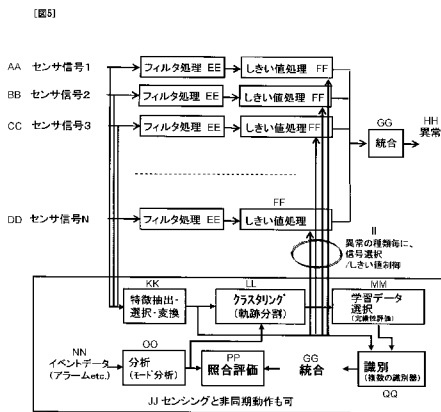 [図5]
AA センサ信号1 フィルタ処理 EE しきい値処理 FF
BB センサ信号2 フィルタ処理 EE しきい値処理 FF
CC センサ信号3 フィルタ処理 EE しきい値処理 FF
GG
統合
HH
異常
FF
DD センサ信号N フィルタ処理 EE しきい値処理
II
異常の種類毎に、
信号選択
/しきい値制御
KK
特徴抽出・
選択・変換
LL
クラスタリング
(軌跡分割)
MM
学習データ
選択
(完備性評価)
NN
イベントデータ
(アラームetc.)
OO
分析
(モード分析)
PP
照合評価
GG
統合
識別
(複数の識別器)
QQ
JJ センシングと非同期動作も可